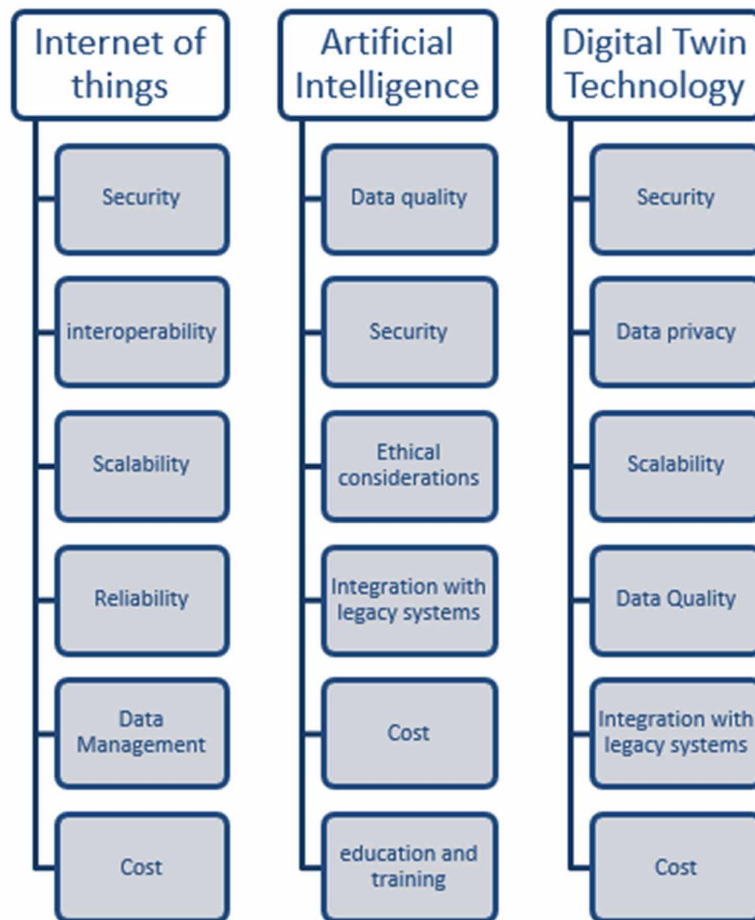 Internet of
things
Security
interoperability
Scalability
Reliability
Data
Management
Cost
Artificial
Intelligence
Data quality
Security
Ethical
considerations
Integration with
legacy systems
Cost
education and
training
Digital Twin
Technology
Security
Data privacy
Scalability
Data Quality
Integration with
legacy systems
Cost